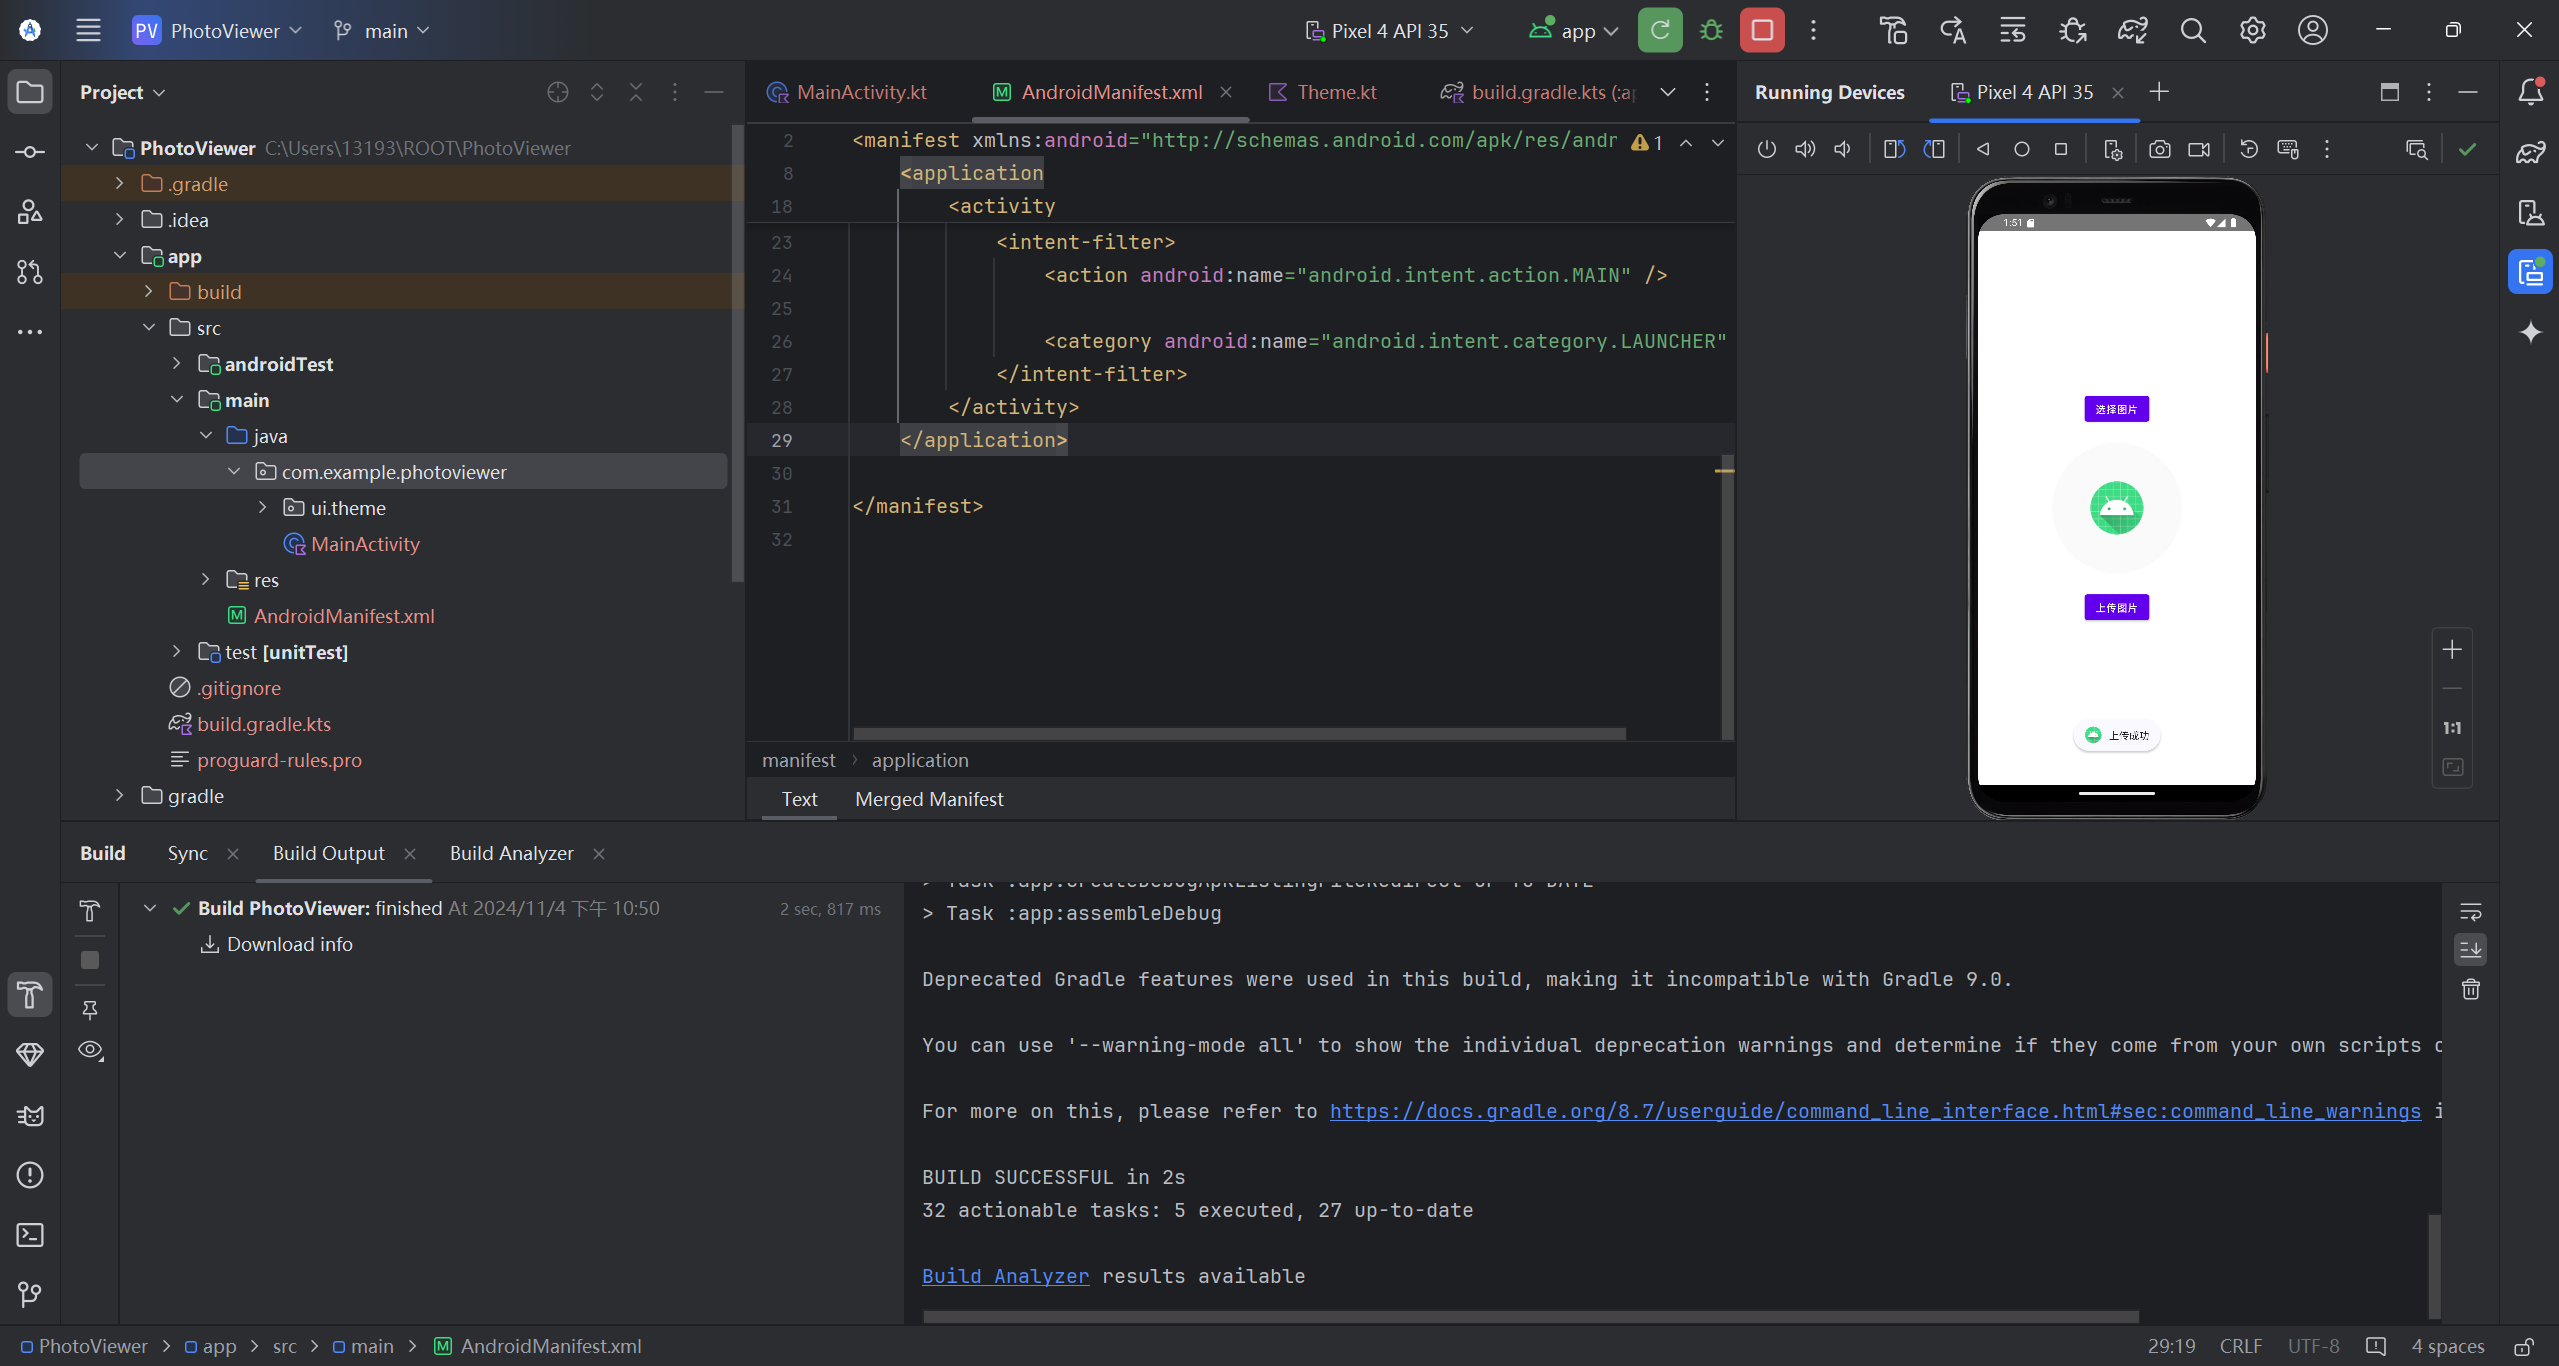 PV PhotoViewer main Pixel 4 API 35 app
Project
PhotoViewer C:\Users\13193\ROOT\PhotoViewer
.gradle
.idea
app
build
src
androidTest
main
java
com.example.photoviewer
ui.theme
MainActivity
res
AndroidManifest.xml
test [unitTest]
.gitignore
build.gradle.kts
proguard-rules.pro
gradle
MainActivity.kt AndroidManifest.xml Theme.kt build.gradle.kts (:ap
2 <manifest xmlns:android="http://schemas.android.com/apk/res/andr 1
8 <application
18 <activity
23 <intent-filter>
24 <action android:name="android.intent.action.MAIN" />
25
26 <category android:name="android.intent.category.LAUNCHER"
27 </intent-filter>
28 </activity>
29 </application>
30
31 </manifest>
32
manifest application
Text Merged Manifest
Running Devices Pixel 4 API 35
1:51
选择图片
上传图片
上传成功
1:1
Build Sync Build Output Build Analyzer
Build PhotoViewer: finished At 2024/11/4 下午 10:50 2 sec, 817 ms
Download info
> Task :app:createDebugApkListingFileRedirect UP-TO-DATE
> Task :app:assembleDebug
Deprecated Gradle features were used in this build, making it incompatible with Gradle 9.0.
You can use '--warning-mode all' to show the individual deprecation warnings and determine if they come from your own scripts o
For more on this, please refer to https://docs.gradle.org/8.7/userguide/command_line_interface.html#sec:command_line_warnings i
BUILD SUCCESSFUL in 2s
32 actionable tasks: 5 executed, 27 up-to-date
Build Analyzer results available
PhotoViewer > app > src > main > AndroidManifest.xml 29:19 CRLF UTF-8 4 spaces